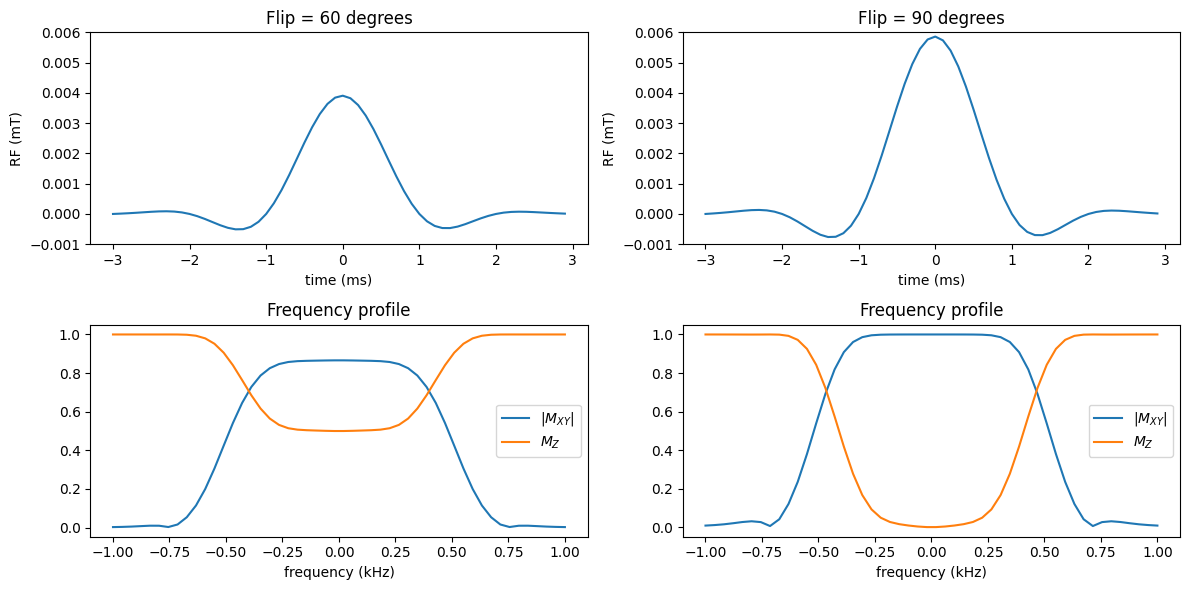 Flip = 60 degrees
0.006
0.005
0.004
0.003
0.002
0.001
0.000
−0.001
RF (mT)
−3 −2 −1 0 1 2 3
time (ms)
Flip = 90 degrees
0.006
0.005
0.004
0.003
0.002
0.001
0.000
−0.001
RF (mT)
−3 −2 −1 0 1 2 3
time (ms)
Frequency profile
1.0
0.8
0.6
0.4
0.2
0.0
|M_{XY}|
M_Z
−1.00 −0.75 −0.50 −0.25 0.00 0.25 0.50 0.75 1.00
frequency (kHz)
Frequency profile
1.0
0.8
0.6
0.4
0.2
0.0
|M_{XY}|
M_Z
−1.00 −0.75 −0.50 −0.25 0.00 0.25 0.50 0.75 1.00
frequency (kHz)